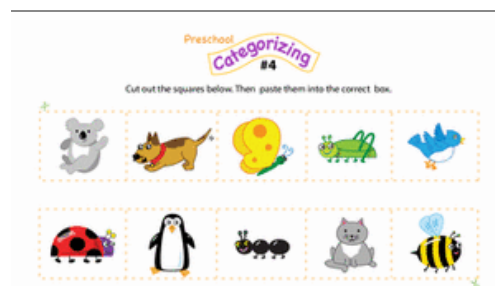 Preschool
Categorizing
#4
Cut out the squares below. Then paste them into the correct box.